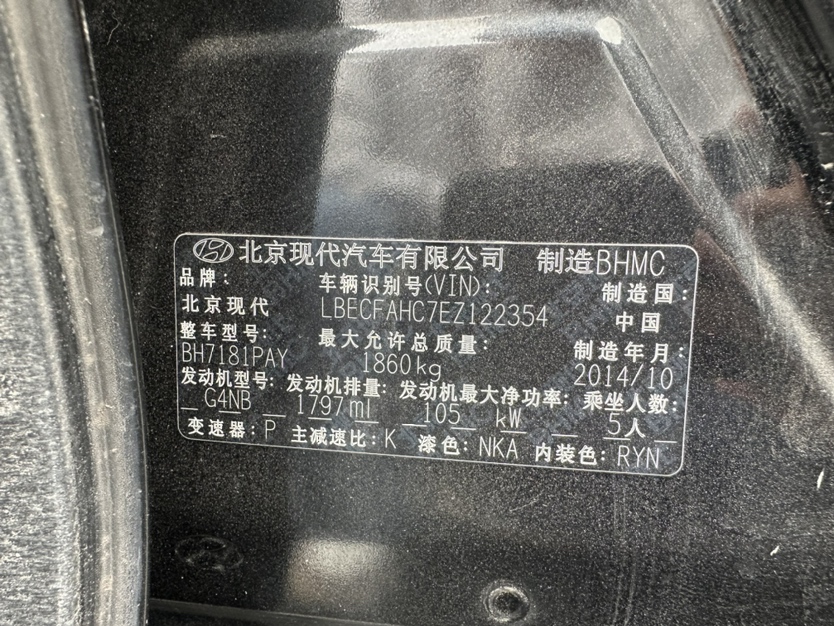 北京现代汽车有限公司 制造BHMC
品牌: 车辆识别号(VIN): 制造国:
北京现代 LBECFAHC7EZ122354 中国
整车型号: 最大允许总质量: 制造年月:
BH7181PAY 1860kg 2014/10
发动机型号: 发动机排量: 发动机最大净功率: 乘坐人数:
G4NB 1797ml 105 kW 5人
变速器: P 主减速比: K 漆色: NKA 内装色: RYN